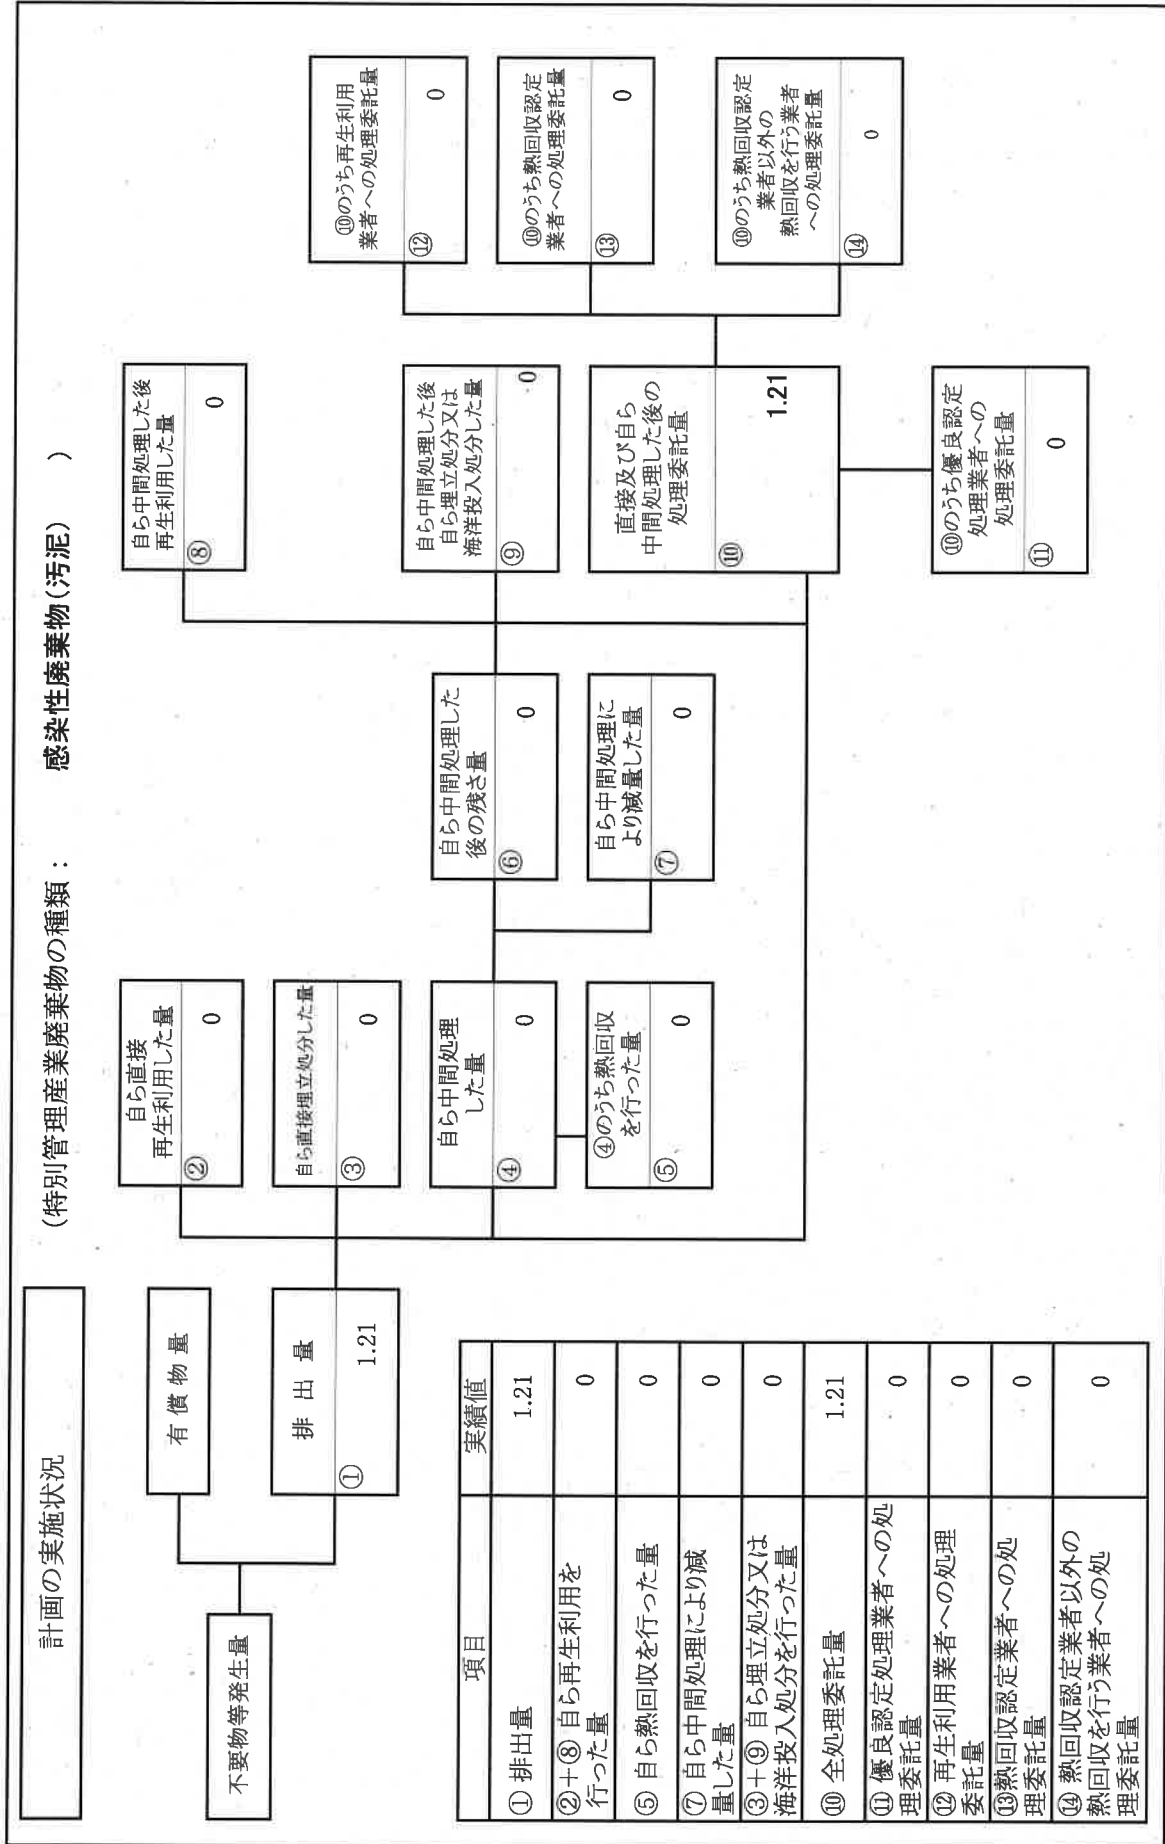 計画の実施状況
(特別管理産業廃棄物の種類：　感染性廃棄物(汚泥)　)
不要物等発生量
有償物量
排出量
① 1.21
自ら直接
再生利用した量
② 0
自ら直接埋立処分した量
③ 0
自ら中間処理
した量
④ 0
④のうち熱回収
を行った量
⑤ 0
自ら中間処理した
後の残さ量
⑥ 0
自ら中間処理に
より減量した量
⑦ 0
自ら中間処理した後
再生利用した量
⑧ 0
自ら中間処理した後
自ら埋立処分又は
海洋投入処分した量
⑨ 0
直接及び自ら
中間処理した後の
処理委託量
⑩ 1.21
⑩のうち優良認定
処理業者への
処理委託量
⑪ 0
⑩のうち再生利用
業者への処理委託量
⑫ 0
⑩のうち熱回収認定
業者への処理委託量
⑬ 0
⑩のうち熱回収認定
業者以外の
熱回収を行う業者
への処理委託量
⑭ 0
項目 実績値
① 排出量 1.21
②＋⑧ 自ら再生利用を
行った量 0
⑤ 自ら熱回収を行った量 0
⑦ 自ら中間処理により減
量した量 0
③＋⑨ 自ら埋立処分又は
海洋投入処分を行った量 0
⑩ 全処理委託量 1.21
⑪ 優良認定処理業者への処
理委託量 0
⑫ 再生利用業者への処理
委託量 0
⑬熱回収認定業者への処
理委託量 0
⑭ 熱回収認定業者以外の
熱回収を行う業者への処
理委託量 0